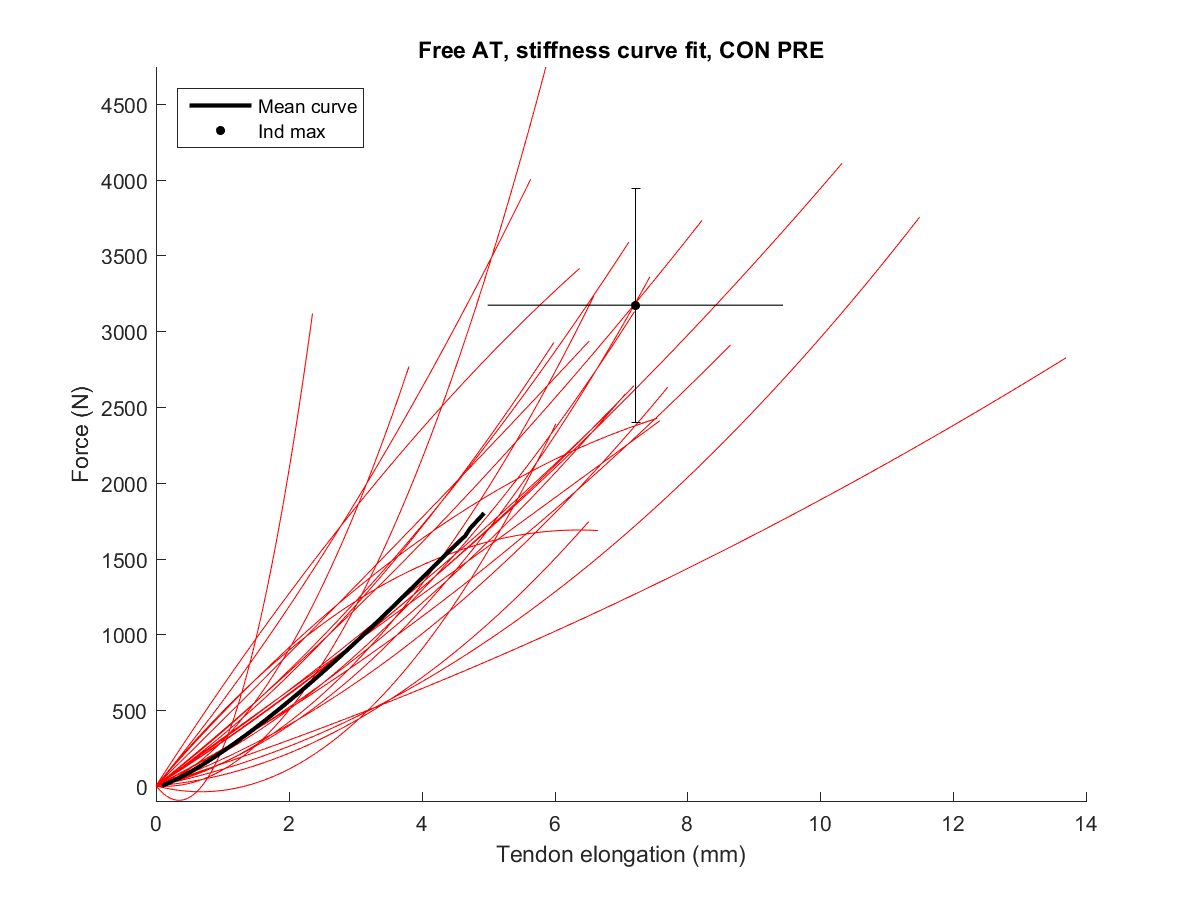 Free AT, stiffness curve fit, CON PRE
Mean curve
Ind max
4500
4000
3500
3000
2500
2000
1500
1000
500
0
Force (N)
0 2 4 6 8 10 12 14
Tendon elongation (mm)